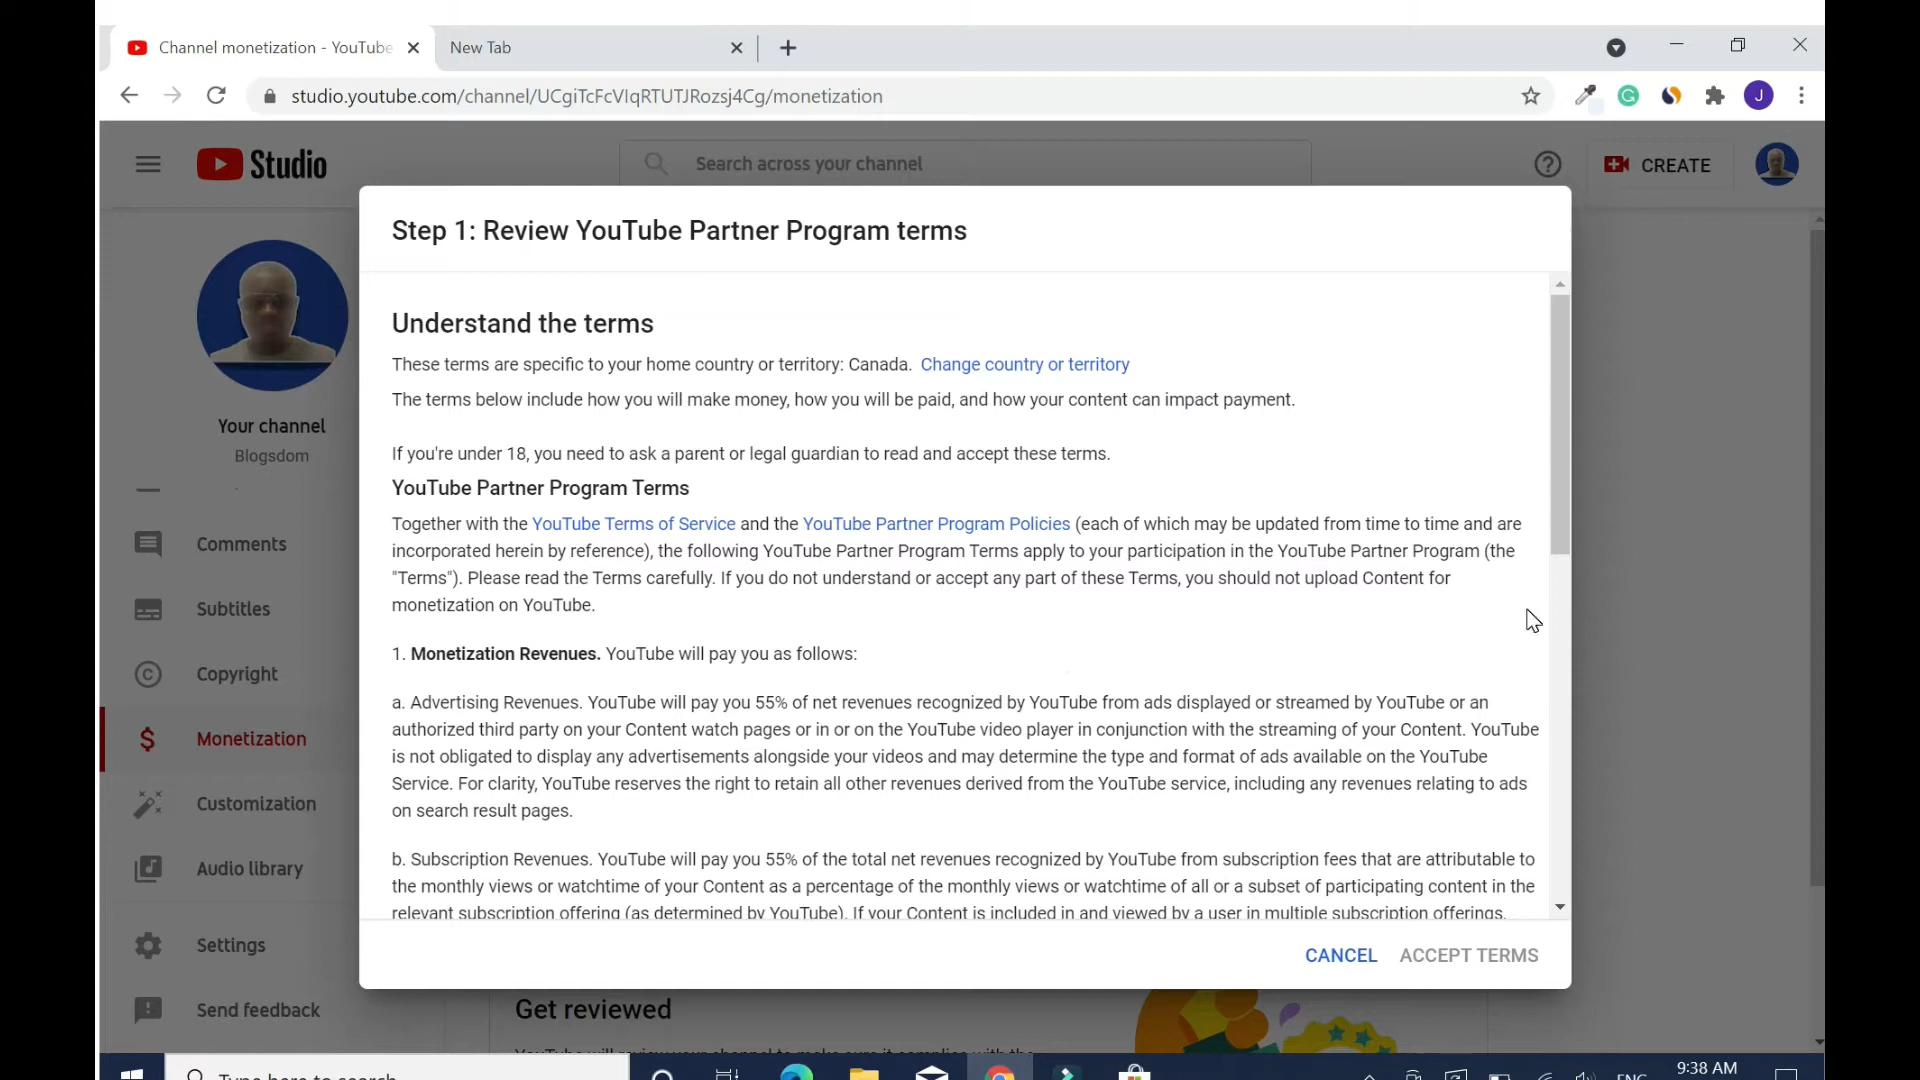 Channel monetization - YouTube
New Tab
studio.youtube.com/channel/UCgiTcFcVIqRTUTJRozsj4Cg/monetization
J
Studio
Search across your channel
CREATE
Step 1: Review YouTube Partner Program terms
Understand the terms
These terms are specific to your home country or territory: Canada. Change country or territory
The terms below include how you will make money, how you will be paid, and how your content can impact payment.
If you're under 18, you need to ask a parent or legal guardian to read and accept these terms.
YouTube Partner Program Terms
Together with the YouTube Terms of Service and the YouTube Partner Program Policies (each of which may be updated from time to time and are
incorporated herein by reference), the following YouTube Partner Program Terms apply to your participation in the YouTube Partner Program (the
"Terms"). Please read the Terms carefully. If you do not understand or accept any part of these Terms, you should not upload Content for
monetization on YouTube.
1. Monetization Revenues. YouTube will pay you as follows:
a. Advertising Revenues. YouTube will pay you 55% of net revenues recognized by YouTube from ads displayed or streamed by YouTube or an
authorized third party on your Content watch pages or in or on the YouTube video player in conjunction with the streaming of your Content. YouTube
is not obligated to display any advertisements alongside your videos and may determine the type and format of ads available on the YouTube
Service. For clarity, YouTube reserves the right to retain all other revenues derived from the YouTube service, including any revenues relating to ads
on search result pages.
b. Subscription Revenues. YouTube will pay you 55% of the total net revenues recognized by YouTube from subscription fees that are attributable to
the monthly views or watchtime of your Content as a percentage of the monthly views or watchtime of all or a subset of participating content in the
relevant subscription offering (as determined by YouTube). If your Content is included in and viewed by a user in multiple subscription offerings,
CANCEL ACCEPT TERMS
Your channel
Blogsdom
Comments
Subtitles
Copyright
Monetization
Customization
Audio library
Settings
Send feedback
Get reviewed
YouTube will review your channel to make sure it complies with the
Type here to search
ENG
9:38 AM